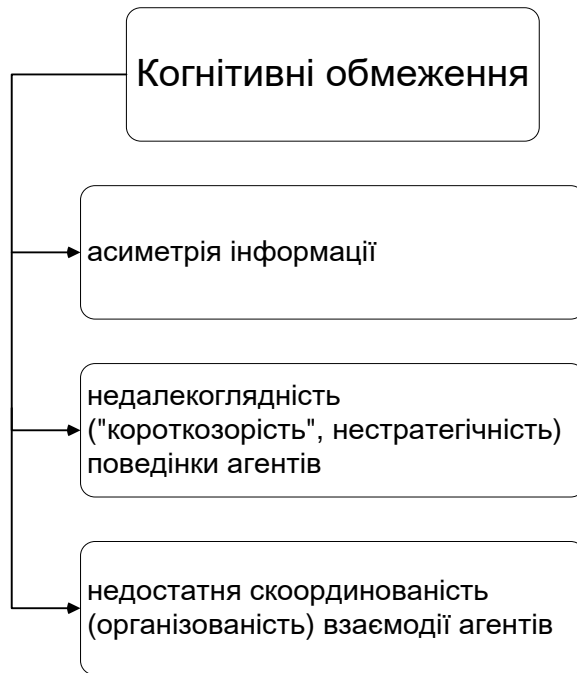 Когнітивні обмеження
асиметрія інформації
недалекоглядність
("короткозорість", нестратегічність)
поведінки агентів
недостатня скоординованість
(організованість) взаємодії агентів